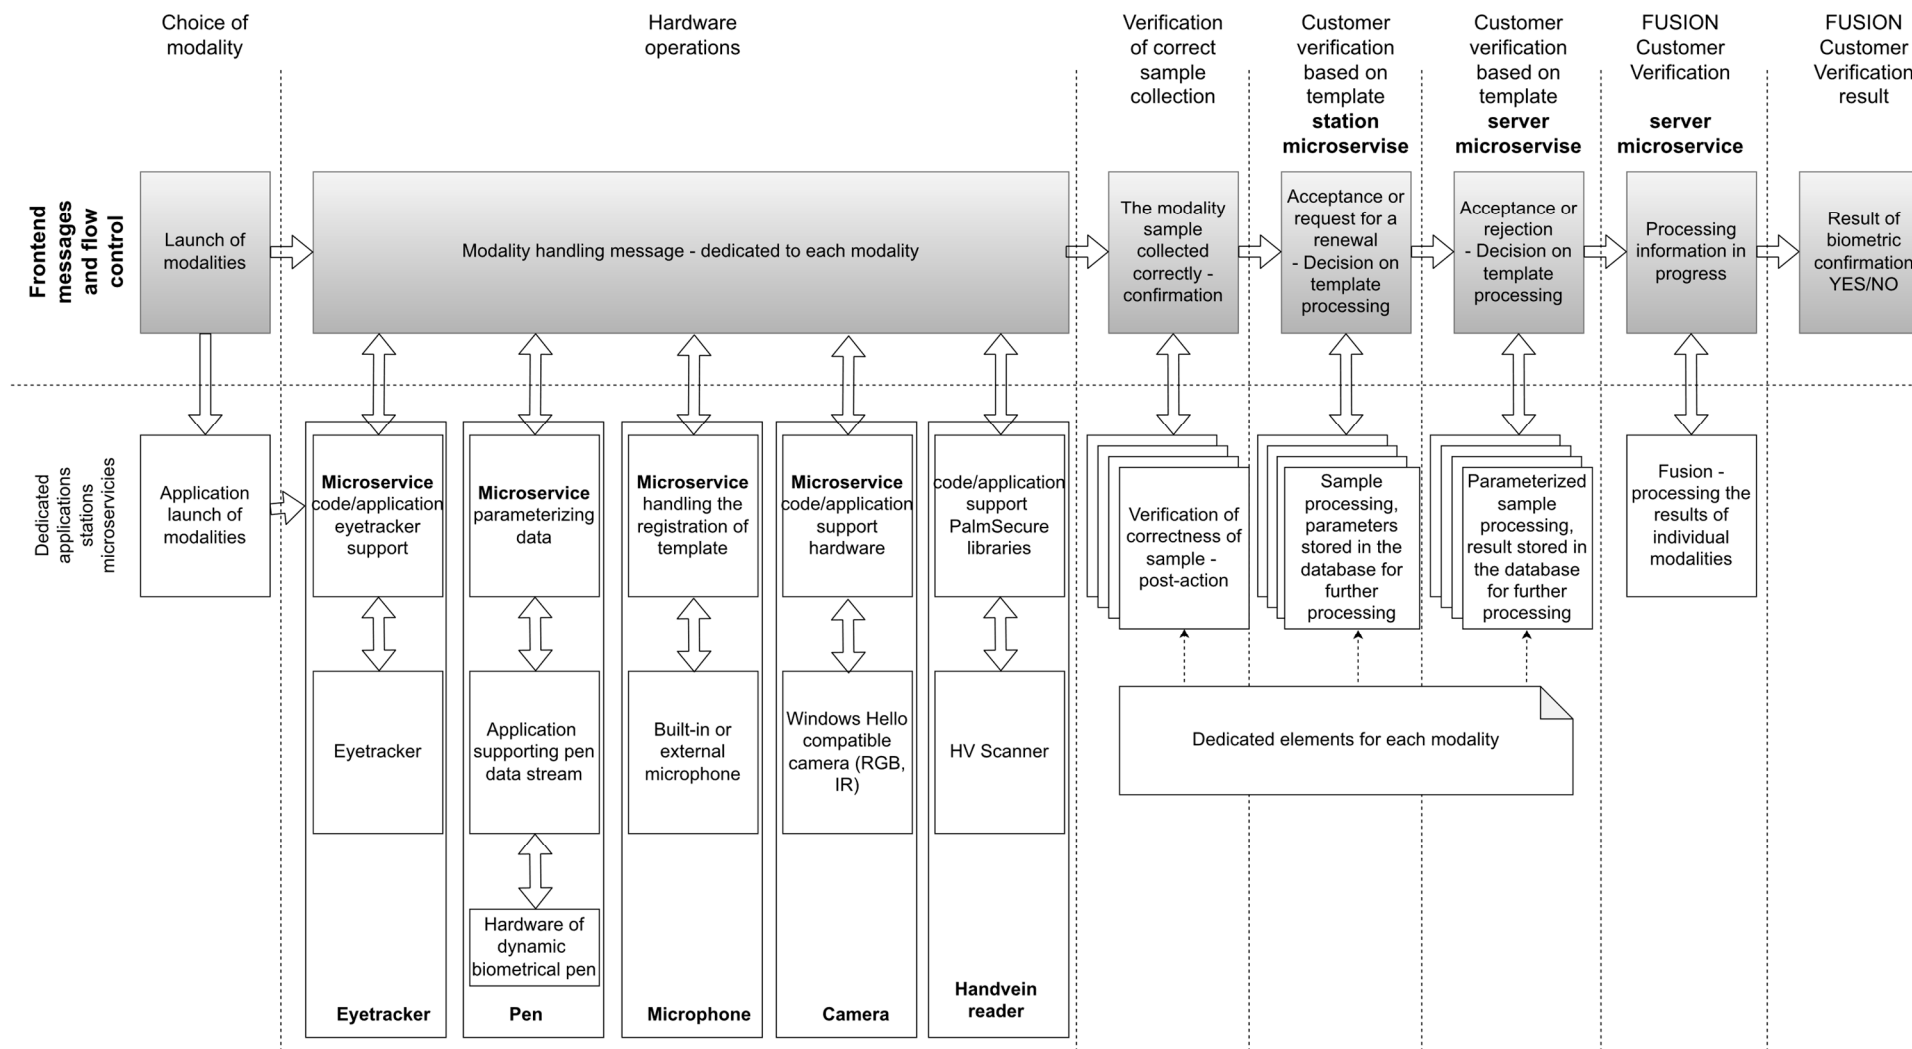 Choice of
modality
Hardware
operations
Verification
of correct
sample
collection
Customer
verification
based on
template
station
microservise
Customer
verification
based on
template
server
microservise
FUSION
Customer
Verification
server
microservice
FUSION
Customer
Verification
result
Frontend
messages
and flow
control
Launch of
modalities
Modality handling message - dedicated to each modality
The modality
sample
collected
correctly -
confirmation
Acceptance or
request for a
renewal
- Decision on
template
processing
Acceptance or
rejection
- Decision on
template
processing
Processing
information in
progress
Result of
biometric
confirmation
YES/NO
Dedicated
applications
stations
microservicies
Application
launch of
modalities
Microservice
code/application
eyetracker
support
Microservice
parameterizing
data
Microservice
handling the
registration of
template
Microservice
code/application
support
hardware
code/application
support
PalmSecure
libraries
Verification of
correctness of
sample -
post-action
Sample
processing,
parameters
stored in the
database for
further
processing
Parameterized
sample
processing,
result stored in
the database
for further
processing
Fusion -
processing the
results of
individual
modalities
Eyetracker
Application
supporting pen
data stream
Built-in or
external
microphone
Windows Hello
compatible
camera (RGB,
IR)
HV Scanner
Dedicated elements for each modality
Hardware of
dynamic
biometrical pen
Eyetracker
Pen
Microphone
Camera
Handvein
reader